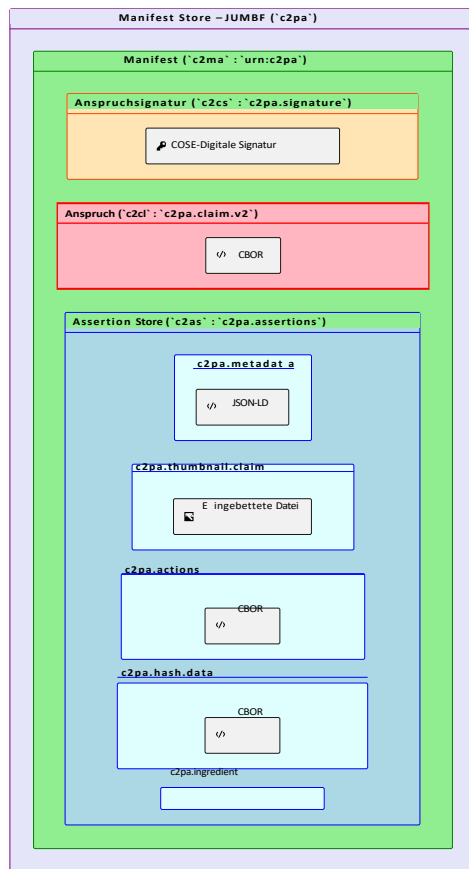 Manifest Store – JUMBF (`c2pa`)
Manifest (`c2ma` : `urn:c2pa`)
Anspruchsignatur (`c2cs` : `c2pa.signature`)
COSE-Digitale Signatur
Anspruch (`c2cl` : `c2pa.claim.v2`)
CBOR
Assertion Store (`c2as` : `c2pa.assertions`)
c2pa.metadat a
JSON-LD
c2pa.thumbnail.claim
E ingebettete Datei
c2pa.actions
CBOR
c2pa.hash.data
CBOR
c2pa.ingredient